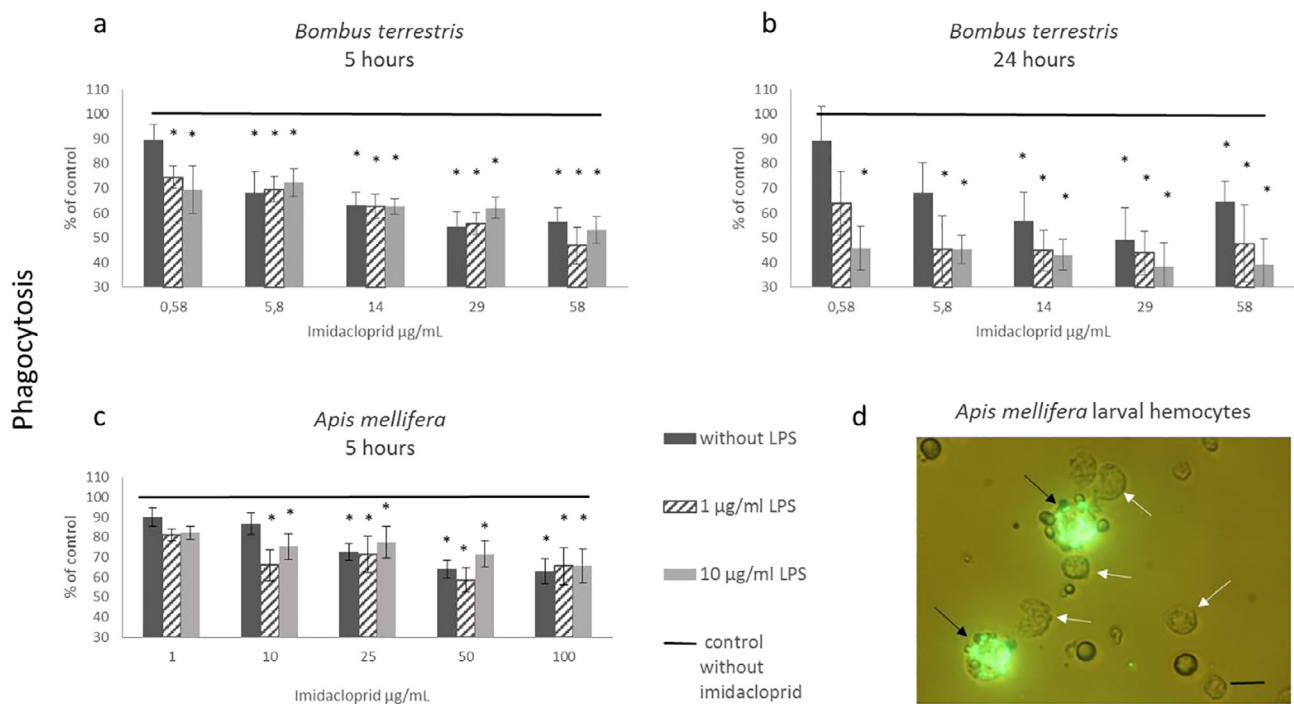 a
Bombus terrestris
5 hours
110
100
90
80
70
60
50
40
30
% of control
* * * * * * * * * * * * * *
0,58 5,8 14 29 58
Imidacloprid µg/mL
b
Bombus terrestris
24 hours
110
100
90
80
70
60
50
40
30
% of control
* * * * * * * * * * * *
0,58 5,8 14 29 58
Imidacloprid µg/mL
Phagocytosis
c
Apis mellifera
5 hours
110
100
90
80
70
60
50
40
30
% of control
* * * * * * * * * * *
1 10 25 50 100
Imidacloprid µg/mL
without LPS
1 µg/ml LPS
10 µg/ml LPS
control
without
imidacloprid
d
Apis mellifera larval hemocytes